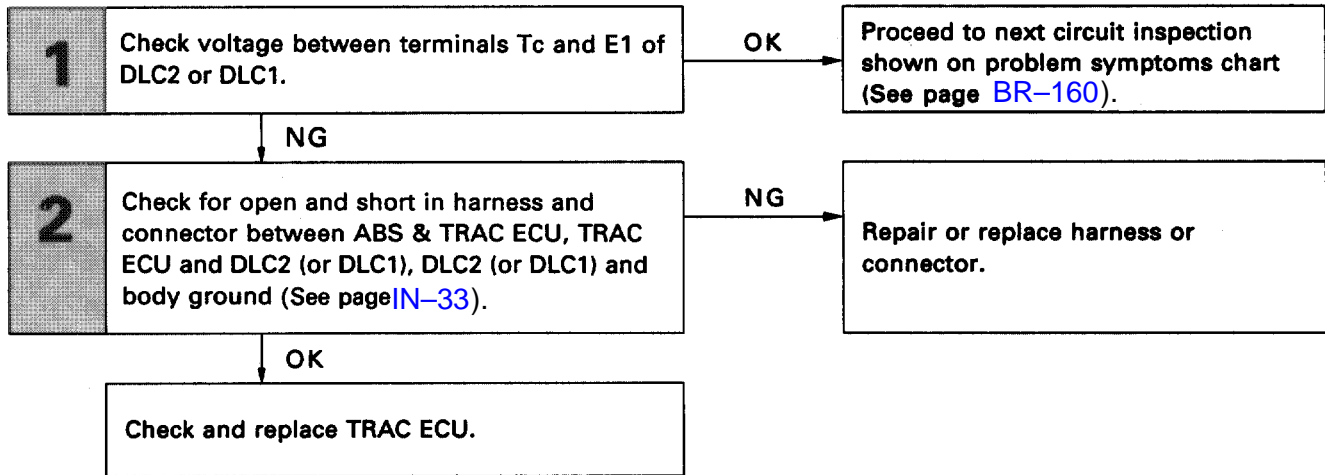 1
Check voltage between terminals Tc and E1 of
DLC2 or DLC1.
OK
Proceed to next circuit inspection
shown on problem symptoms chart
(See page BR–160).
NG
2
Check for open and short in harness and
connector between ABS & TRAC ECU, TRAC
ECU and DLC2 (or DLC1), DLC2 (or DLC1) and
body ground (See pageIN–33).
NG
Repair or replace harness or
connector.
OK
Check and replace TRAC ECU.